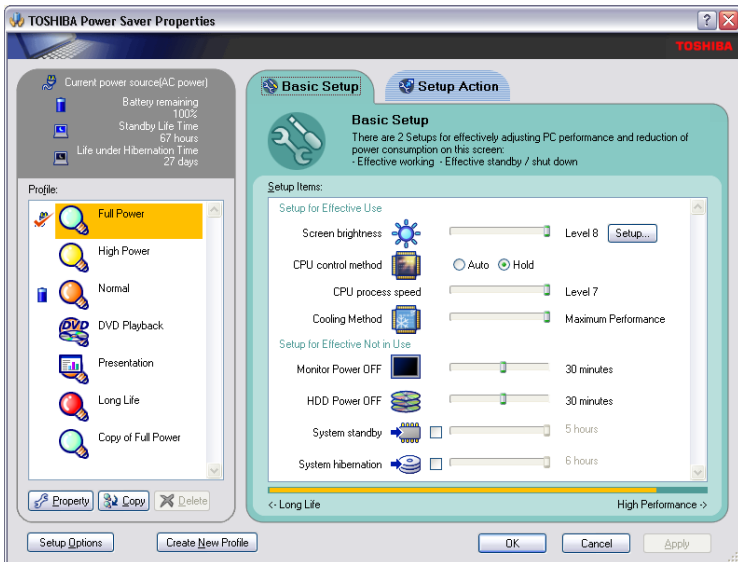 TOSHIBA Power Saver Properties
TOSHIBA
Current power source(AC power)
Battery remaining
100%
Standby Life Time
67 hours
Life under Hibernation Time
27 days
Profile:
Full Power
High Power
Normal
DVD Playback
Presentation
Long Life
Copy of Full Power
Property Copy Delete
Basic Setup Setup Action
Basic Setup
There are 2 Setups for effectively adjusting PC performance and reduction of
power consumption on this screen:
- Effective working - Effective standby / shut down
Setup Items:
Setup for Effective Use
Screen brightness Level 8 Setup...
CPU control method Auto Hold
CPU process speed Level 7
Cooling Method Maximum Performance
Setup for Effective Not in Use
Monitor Power OFF 30 minutes
HDD Power OFF 30 minutes
System standby 5 hours
System hibernation 6 hours
<- Long Life High Performance ->
Setup Options Create New Profile OK Cancel Apply